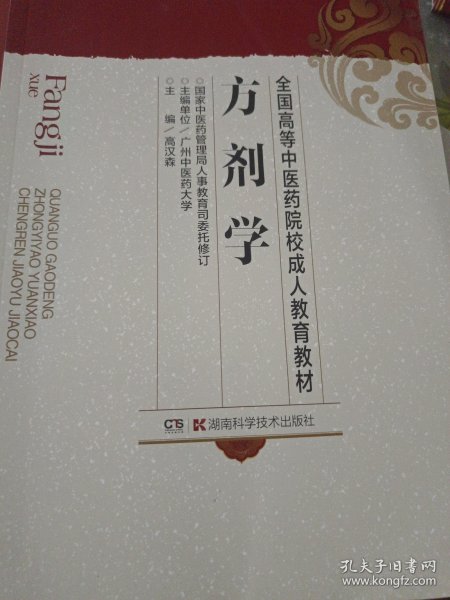 全国高等中医药院校成人教育教材
方剂学
◎国家中医药管理局人事教育司委托修订
◎主编单位/广州中医药大学
◎主 编/高汉森
Fangji
xue
QUANGUO GAODENG
ZHONGYIYAO YUANXIAO
CHENGREN JIAOYU JIAOCAI
湖南科学技术出版社
孔夫子旧书网
www.kongfz.com